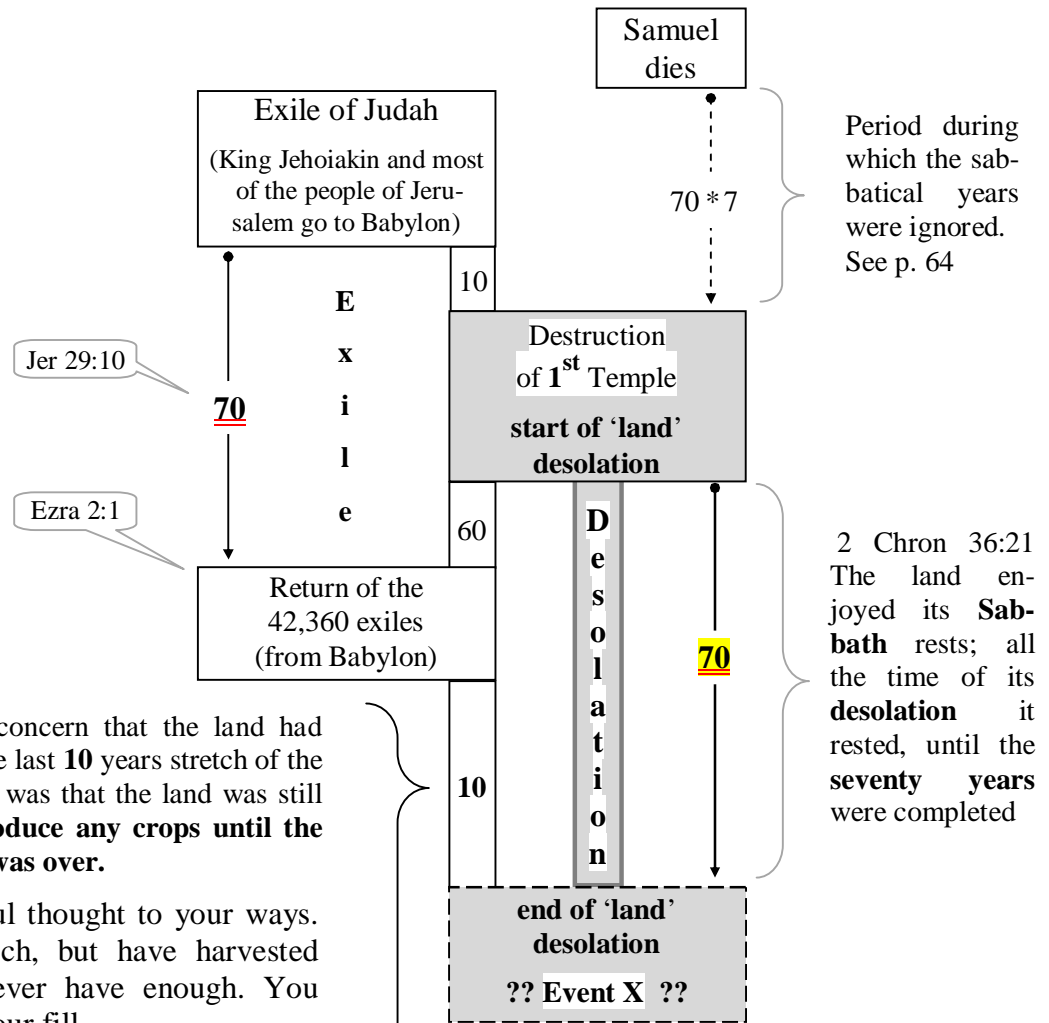 Samuel
dies
Exile of Judah
(King Jehoiakin and most
of the people of Jeru-
salem go to Babylon)
Period during
which the sab-
batical years
were ignored.
See p. 64
70 * 7
10
E
x
i
l
e
Jer 29:10
70
Destruction
of 1st Temple
start of ‘land’
desolation
Ezra 2:1
60
Return of the
42,360 exiles
(from Babylon)
D
e
s
o
l
a
t
i
o
n
70
2 Chron 36:21
The land en-
joyed its Sab-
bath rests; all
the time of its
desolation it
rested, until the
seventy years
were completed
concern that the land had
e last 10 years stretch of the
was that the land was still
oduce any crops until the
was over.
10
ul thought to your ways.
ch, but have harvested
ever have enough. You
our fill
end of ‘land’
desolation
?? Event X ??